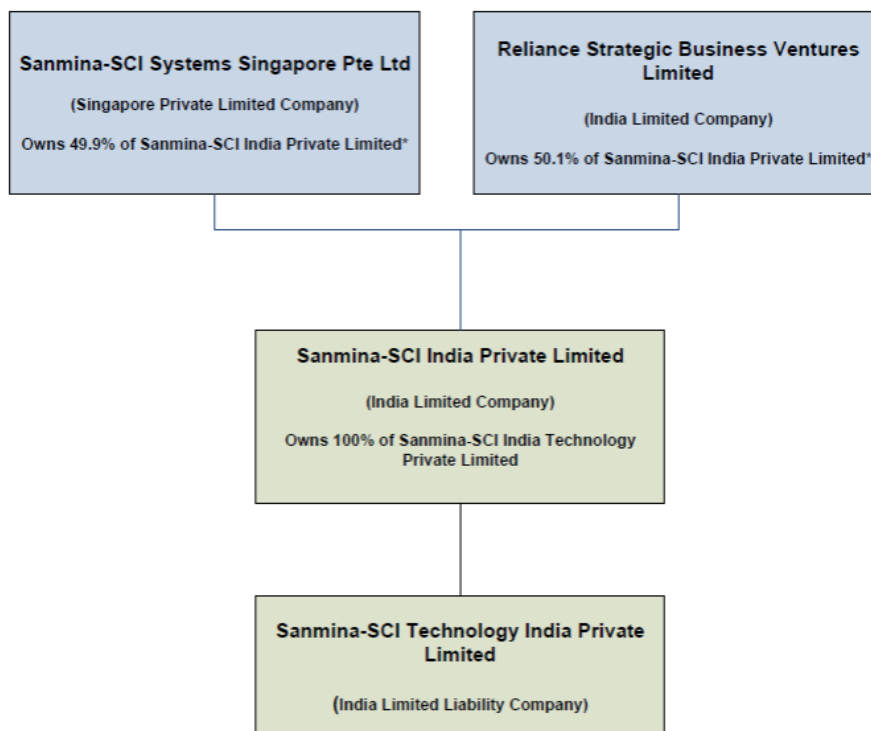 Sanmina-SCI Systems Singapore Pte Ltd
(Singapore Private Limited Company)
Owns 49.9% of Sanmina-SCI India Private Limited*
Reliance Strategic Business Ventures
Limited
(India Limited Company)
Owns 50.1% of Sanmina-SCI India Private Limited*
Sanmina-SCI India Private Limited
(India Limited Company)
Owns 100% of Sanmina-SCI India Technology
Private Limited
Sanmina-SCI Technology India Private
Limited
(India Limited Liability Company)